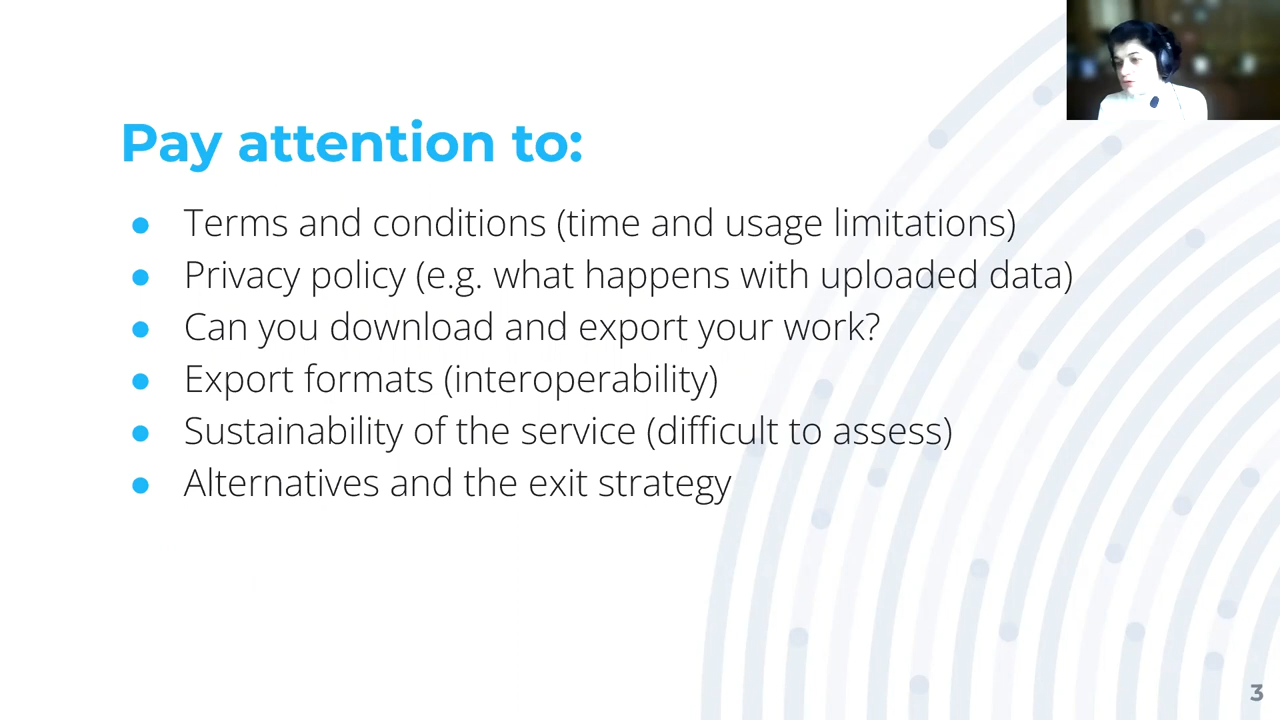 Pay attention to:
● Terms and conditions (time and usage limitations)
● Privacy policy (e.g. what happens with uploaded data)
● Can you download and export your work?
● Export formats (interoperability)
● Sustainability of the service (difficult to assess)
● Alternatives and the exit strategy
3